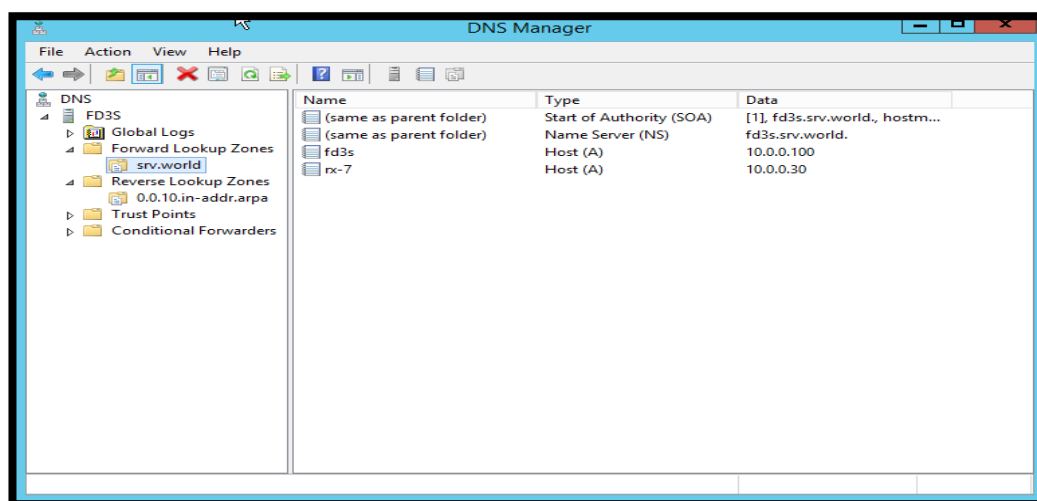 DNS Manager
File Action View Help
DNS
FD3S
Global Logs
Forward Lookup Zones
srv.world
Reverse Lookup Zones
0.0.10.in-addr.arpa
Trust Points
Conditional Forwarders
Name Type Data
(same as parent folder) Start of Authority (SOA) [1], fd3s.srv.world., hostm...
(same as parent folder) Name Server (NS) fd3s.srv.world.
fd3s Host (A) 10.0.0.100
rx-7 Host (A) 10.0.0.30